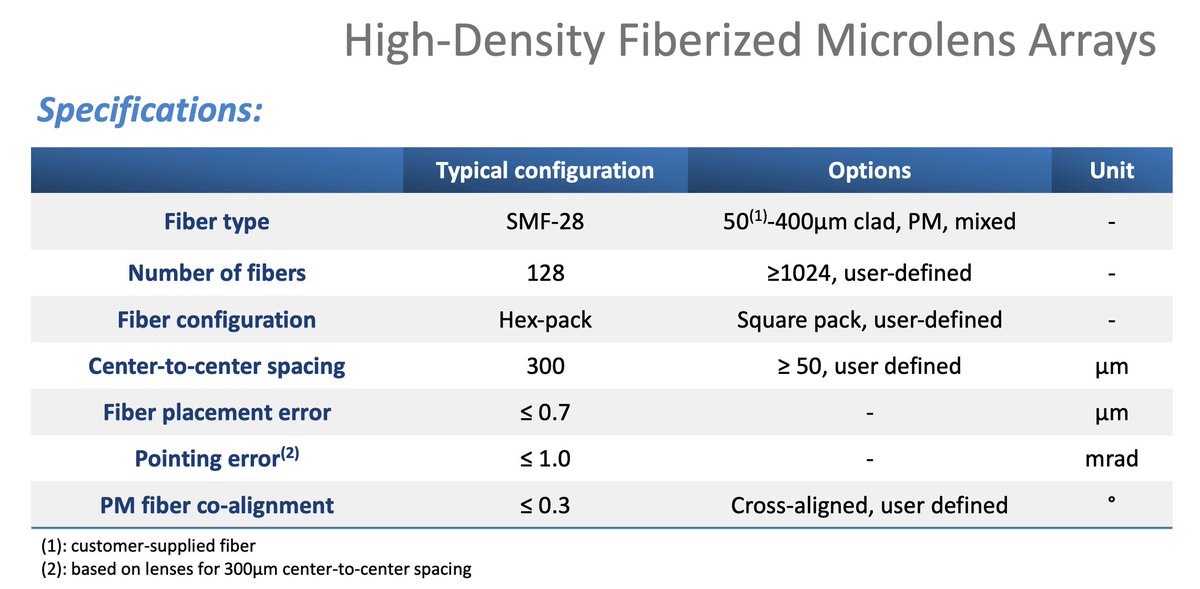 High-Density Fiberized Microlens Arrays
Specifications:
Typical configuration Options Unit
Fiber type SMF-28 50(1)-400µm clad, PM, mixed -
Number of fibers 128 ≥1024, user-defined -
Fiber configuration Hex-pack Square pack, user-defined -
Center-to-center spacing 300 ≥ 50, user defined µm
Fiber placement error ≤ 0.7 - µm
Pointing error(2) ≤ 1.0 - mrad
PM fiber co-alignment ≤ 0.3 Cross-aligned, user defined °
(1): customer-supplied fiber
(2): based on lenses for 300µm center-to-center spacing